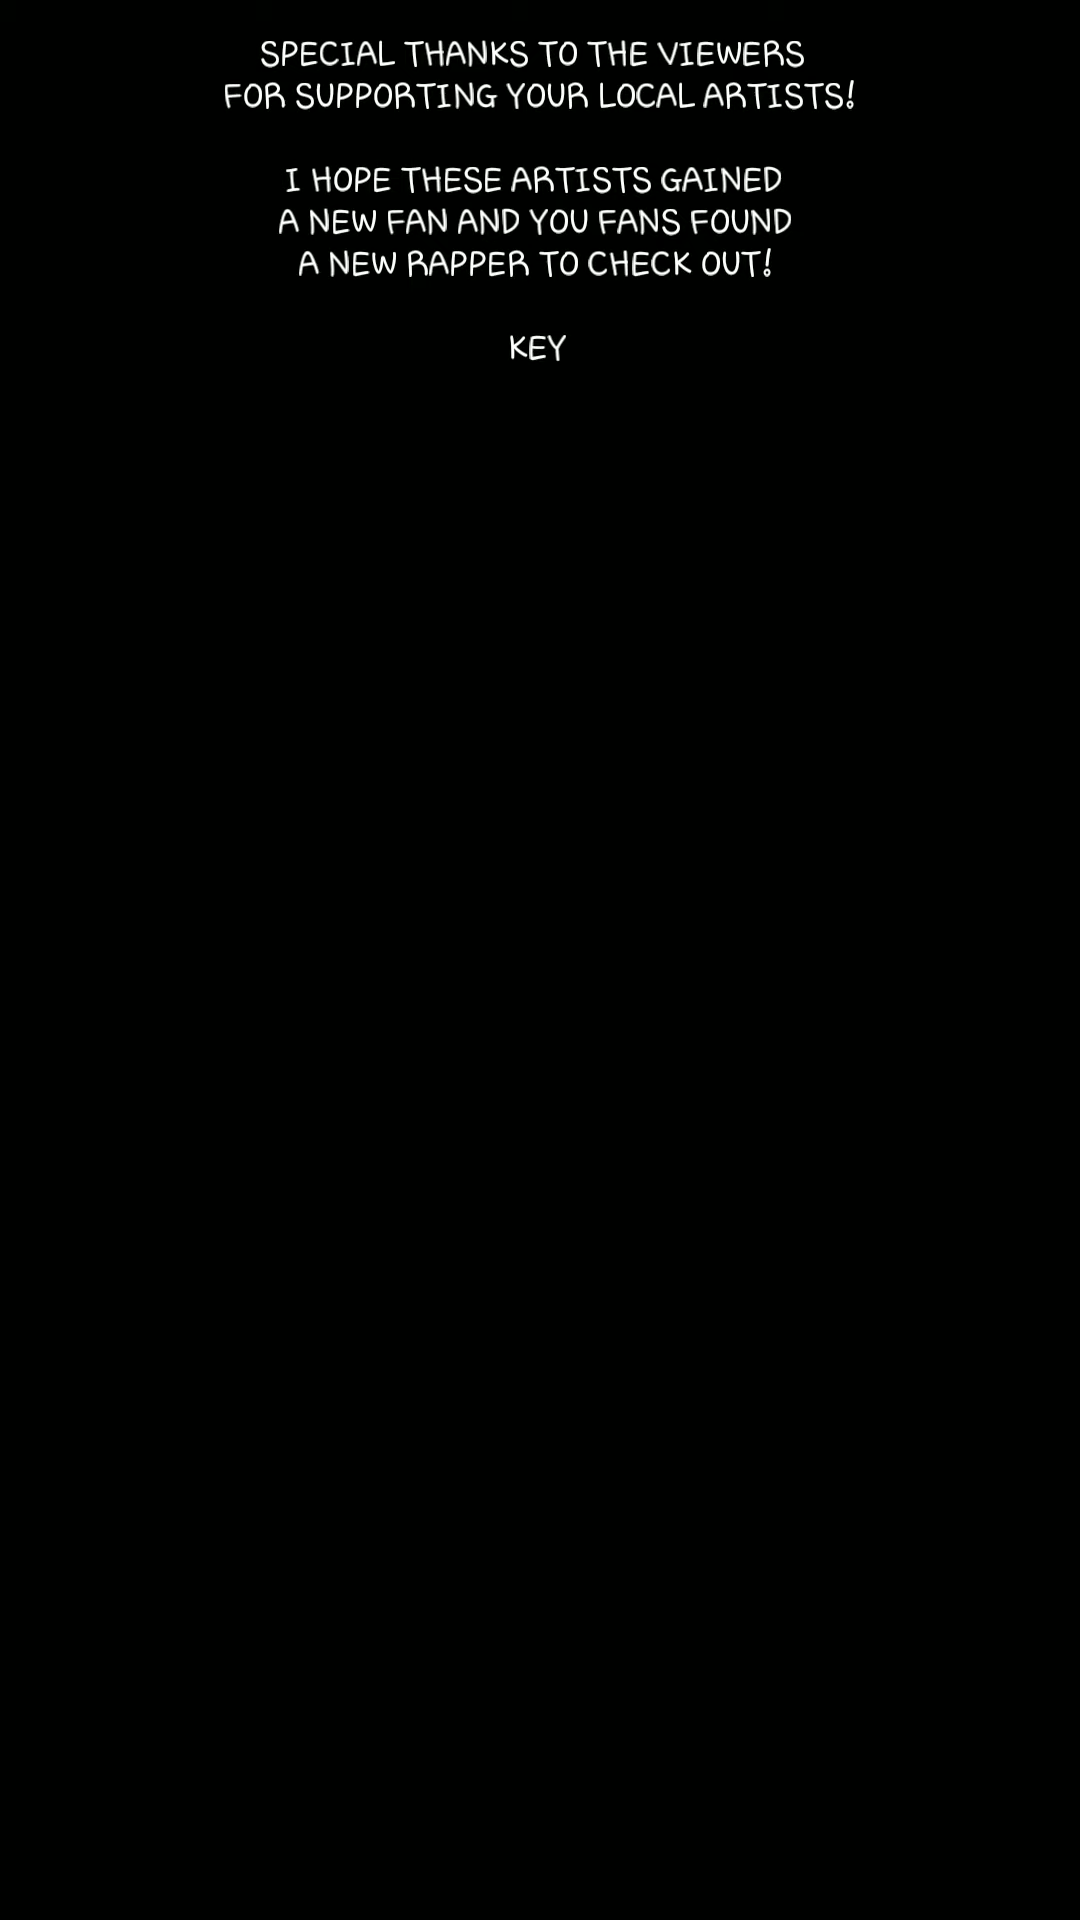 SPECIAL THANKS TO THE VIEWERS
FOR SUPPORTING YOUR LOCAL ARTISTS!
I HOPE THESE ARTISTS GAINED
A NEW FAN AND YOU FANS FOUND
A NEW RAPPER TO CHECK OUT!
KEY